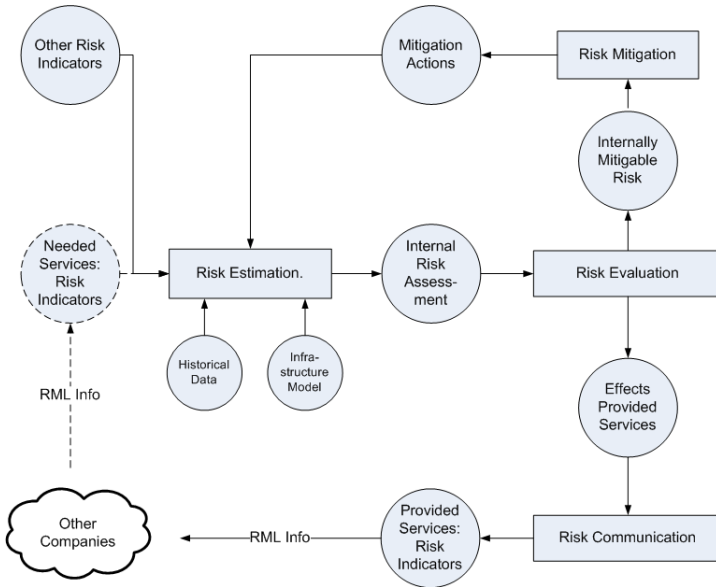 Other Risk
Indicators
Mitigation
Actions
Risk Mitigation
Internally
Mitigable
Risk
Needed
Services:
Risk
Indicators
Risk Estimation.
Internal
Risk
Assess-
ment
Risk Evaluation
Historical
Data
Infra-
structure
Model
RML Info
Effects
Provided
Services
Other
Companies
RML Info
Provided
Services:
Risk
Indicators
Risk Communication